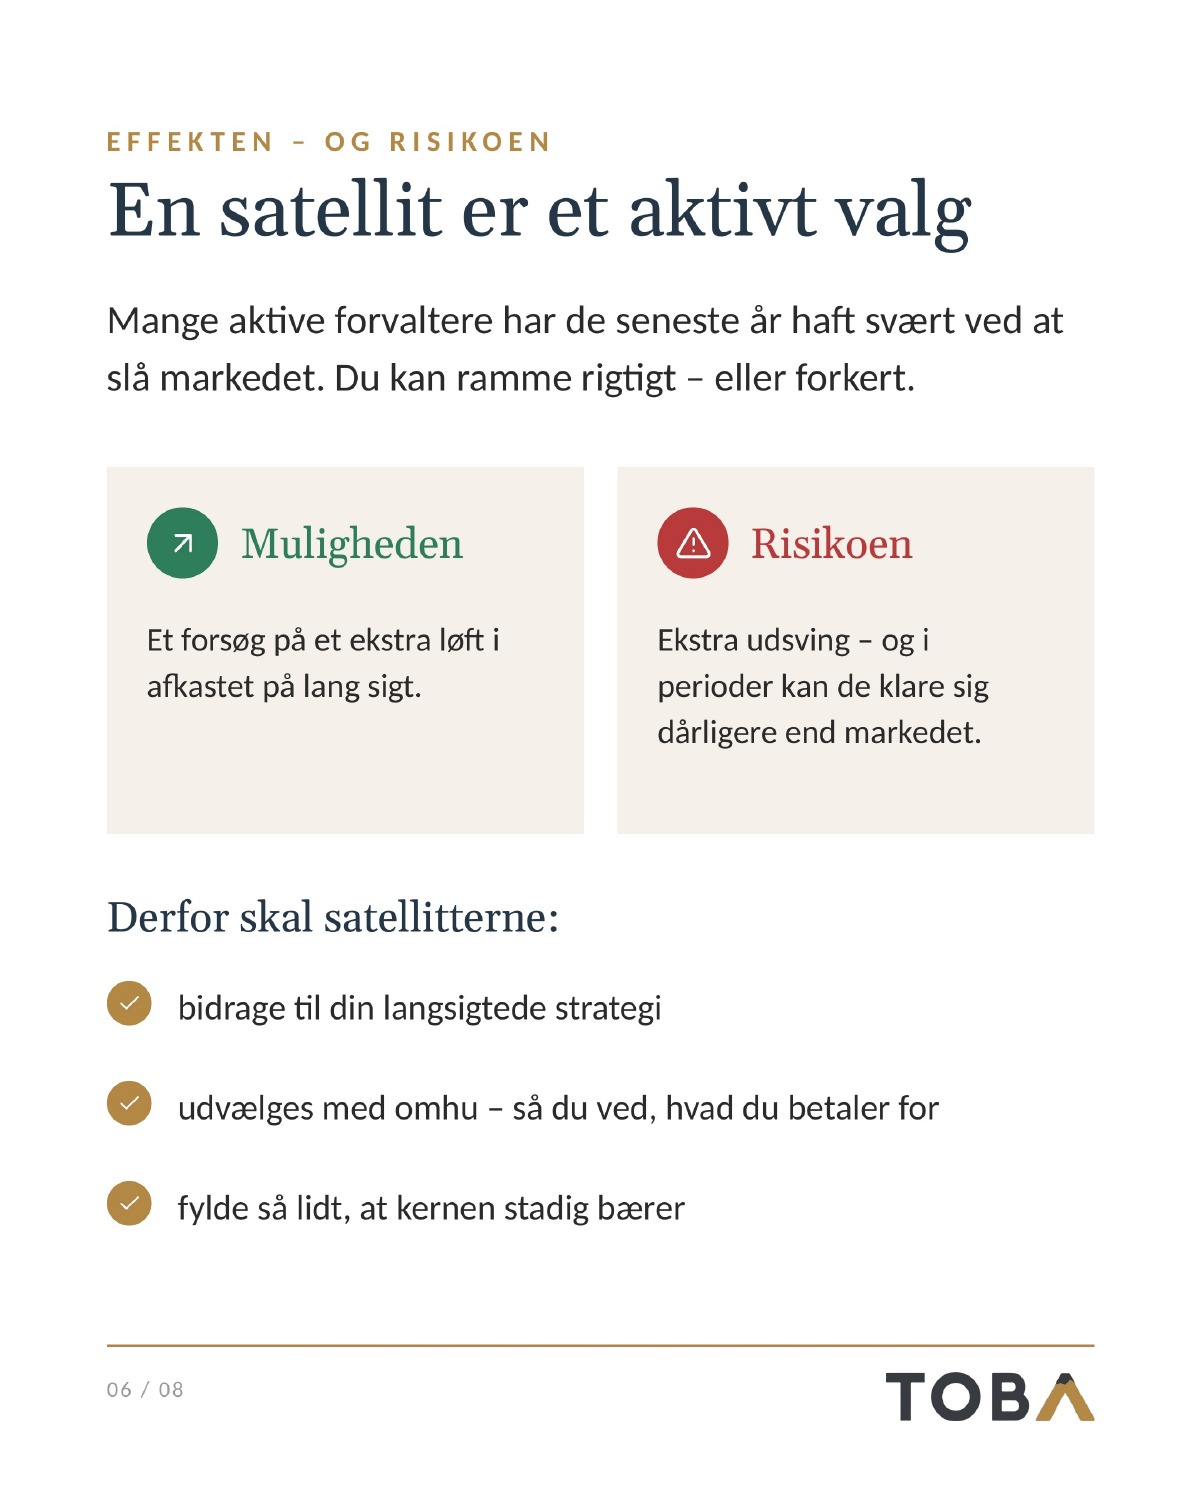 EFFEKTEN – OG RISIKOEN
En satellit er et aktivt valg
Mange aktive forvaltere har de seneste år haft svært ved at
slå markedet. Du kan ramme rigtigt – eller forkert.
Muligheden
Et forsøg på et ekstra løft i
afkastet på lang sigt.
Risikoen
Ekstra udsving – og i
perioder kan de klare sig
dårligere end markedet.
Derfor skal satellitterne:
bidrage til din langsigtede strategi
udvælges med omhu – så du ved, hvad du betaler for
fylde så lidt, at kernen stadig bærer
06 / 08
TOBA